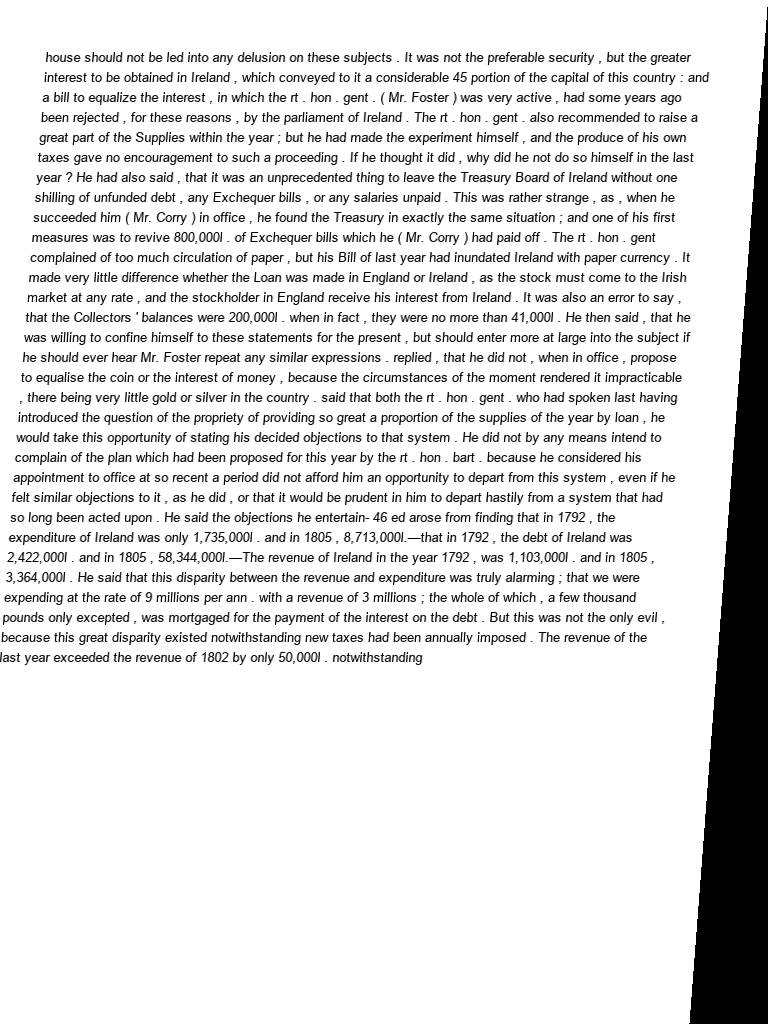 house should not be led into any delusion on these subjects . It was not the preferable security , but the greater
interest to be obtained in Ireland , which conveyed to it a considerable 45 portion of the capital of this country : and
a bill to equalize the interest , in which the rt . hon . gent . ( Mr. Foster ) was very active , had some years ago
been rejected , for these reasons , by the parliament of Ireland . The rt . hon . gent . also recommended to raise a
great part of the Supplies within the year ; but he had made the experiment himself , and the produce of his own
taxes gave no encouragement to such a proceeding . If he thought it did , why did he not do so himself in the last
year ? He had also said , that it was an unprecedented thing to leave the Treasury Board of Ireland without one
shilling of unfunded debt , any Exchequer bills , or any salaries unpaid . This was rather strange , as , when he
succeeded him ( Mr. Corry ) in office , he found the Treasury in exactly the same situation ; and one of his first
measures was to revive 800,000l . of Exchequer bills which he ( Mr. Corry ) had paid off . The rt . hon . gent
complained of too much circulation of paper , but his Bill of last year had inundated Ireland with paper currency . It
made very little difference whether the Loan was made in England or Ireland , as the stock must come to the Irish
market at any rate , and the stockholder in England receive his interest from Ireland . It was also an error to say ,
that the Collectors ' balances were 200,000l . when in fact , they were no more than 41,000l . He then said , that he
was willing to confine himself to these statements for the present , but should enter more at large into the subject if
he should ever hear Mr. Foster repeat any similar expressions . replied , that he did not , when in office , propose
to equalise the coin or the interest of money , because the circumstances of the moment rendered it impracticable
, there being very little gold or silver in the country . said that both the rt . hon . gent . who had spoken last having
introduced the question of the propriety of providing so great a proportion of the supplies of the year by loan , he
would take this opportunity of stating his decided objections to that system . He did not by any means intend to
complain of the plan which had been proposed for this year by the rt . hon . bart . because he considered his
appointment to office at so recent a period did not afford him an opportunity to depart from this system , even if he
felt similar objections to it , as he did , or that it would be prudent in him to depart hastily from a system that had
so long been acted upon . He said the objections he entertain- 46 ed arose from finding that in 1792 , the
expenditure of Ireland was only 1,735,000l . and in 1805 , 8,713,000l.—that in 1792 , the debt of Ireland was
2,422,000l . and in 1805 , 58,344,000l.—The revenue of Ireland in the year 1792 , was 1,103,000l . and in 1805 ,
3,364,000l . He said that this disparity between the revenue and expenditure was truly alarming ; that we were
expending at the rate of 9 millions per ann . with a revenue of 3 millions ; the whole of which , a few thousand
pounds only excepted , was mortgaged for the payment of the interest on the debt . But this was not the only evil ,
because this great disparity existed notwithstanding new taxes had been annually imposed . The revenue of the
last year exceeded the revenue of 1802 by only 50,000l . notwithstanding